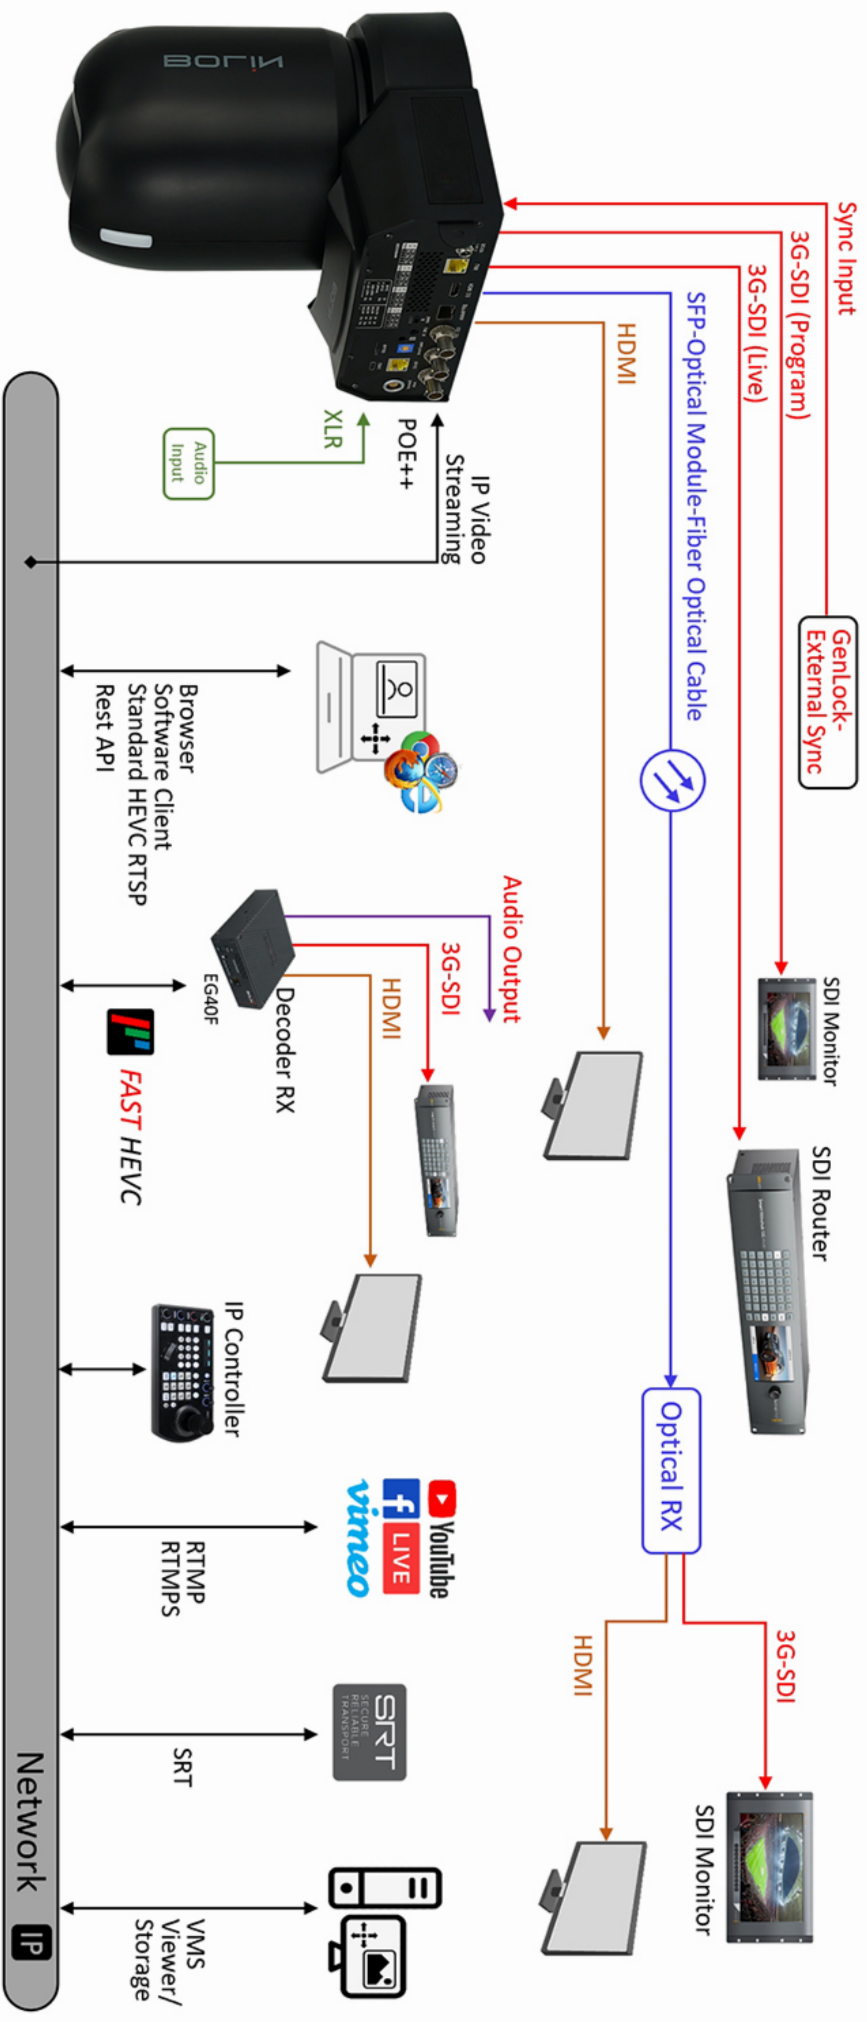 Sync Input
GenLock-
External Sync
3G-SDI (Program)
SDI Monitor
3G-SDI (Live)
SDI Router
SFP-Optical Module-Fiber Optical Cable
Optical RX
3G-SDI
SDI Monitor
HDMI
HDMI
BOLIN
IP Video
Streaming
POE++
XLR
Audio
Input
Audio Output
3G-SDI
HDMI
Decoder RX
EG40F
Browser
Software Client
Standard HEVC RTSP
Rest API
FAST HEVC
IP Controller
YouTube
f LIVE
vimeo
RTMP
RTMPS
SRT
SECURE
RELIABLE
TRANSPORT
SRT
VMS
Viewer/
Storage
Network IP